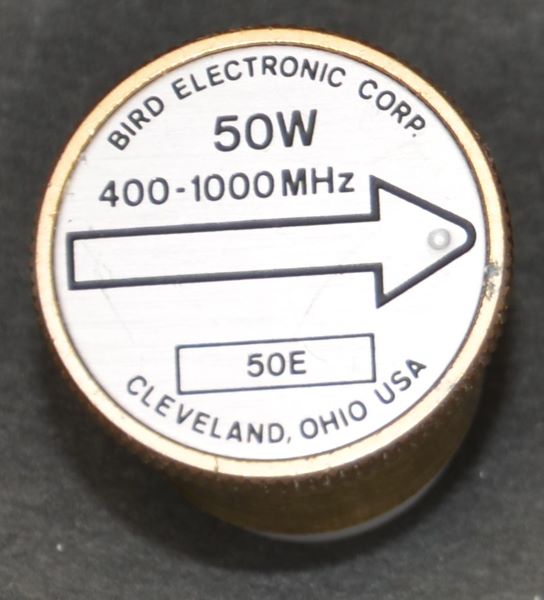 BIRD ELECTRONIC CORP.
50W
400-1000MHz
50E
CLEVELAND, OHIO USA